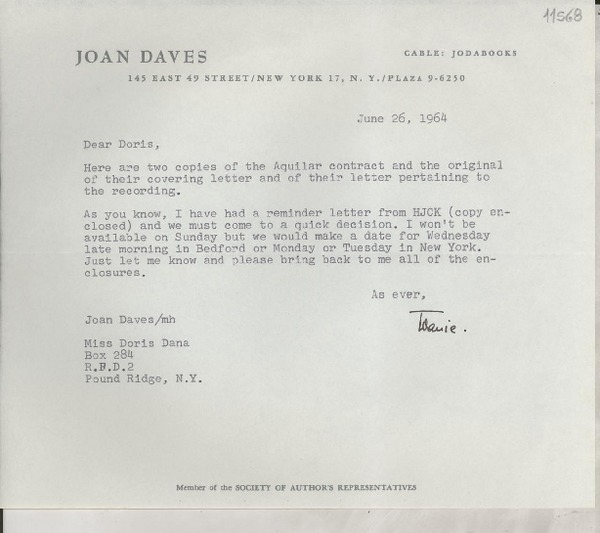 11568
JOAN DAVES
CABLE: JODABOOKS
145 EAST 49 STREET/NEW YORK 17, N. Y./PLAZA 9-6250
June 26, 1964
Dear Doris,
Here are two copies of the Aquilar contract and the original
of their covering letter and of their letter pertaining to
the recording.
As you know, I have had a reminder letter from HJCK (copy en-
closed) and we must come to a quick decision. I won't be
available on Sunday but we would make a date for Wednesday
late morning in Bedford or Monday or Tuesday in New York.
Just let me know and please bring back to me all of the en-
closures.
As ever,
Joan Daves/mh
Miss Doris Dana
Box 284
R.F.D.2
Pound Ridge, N.Y.
Member of the SOCIETY OF AUTHOR'S REPRESENTATIVES